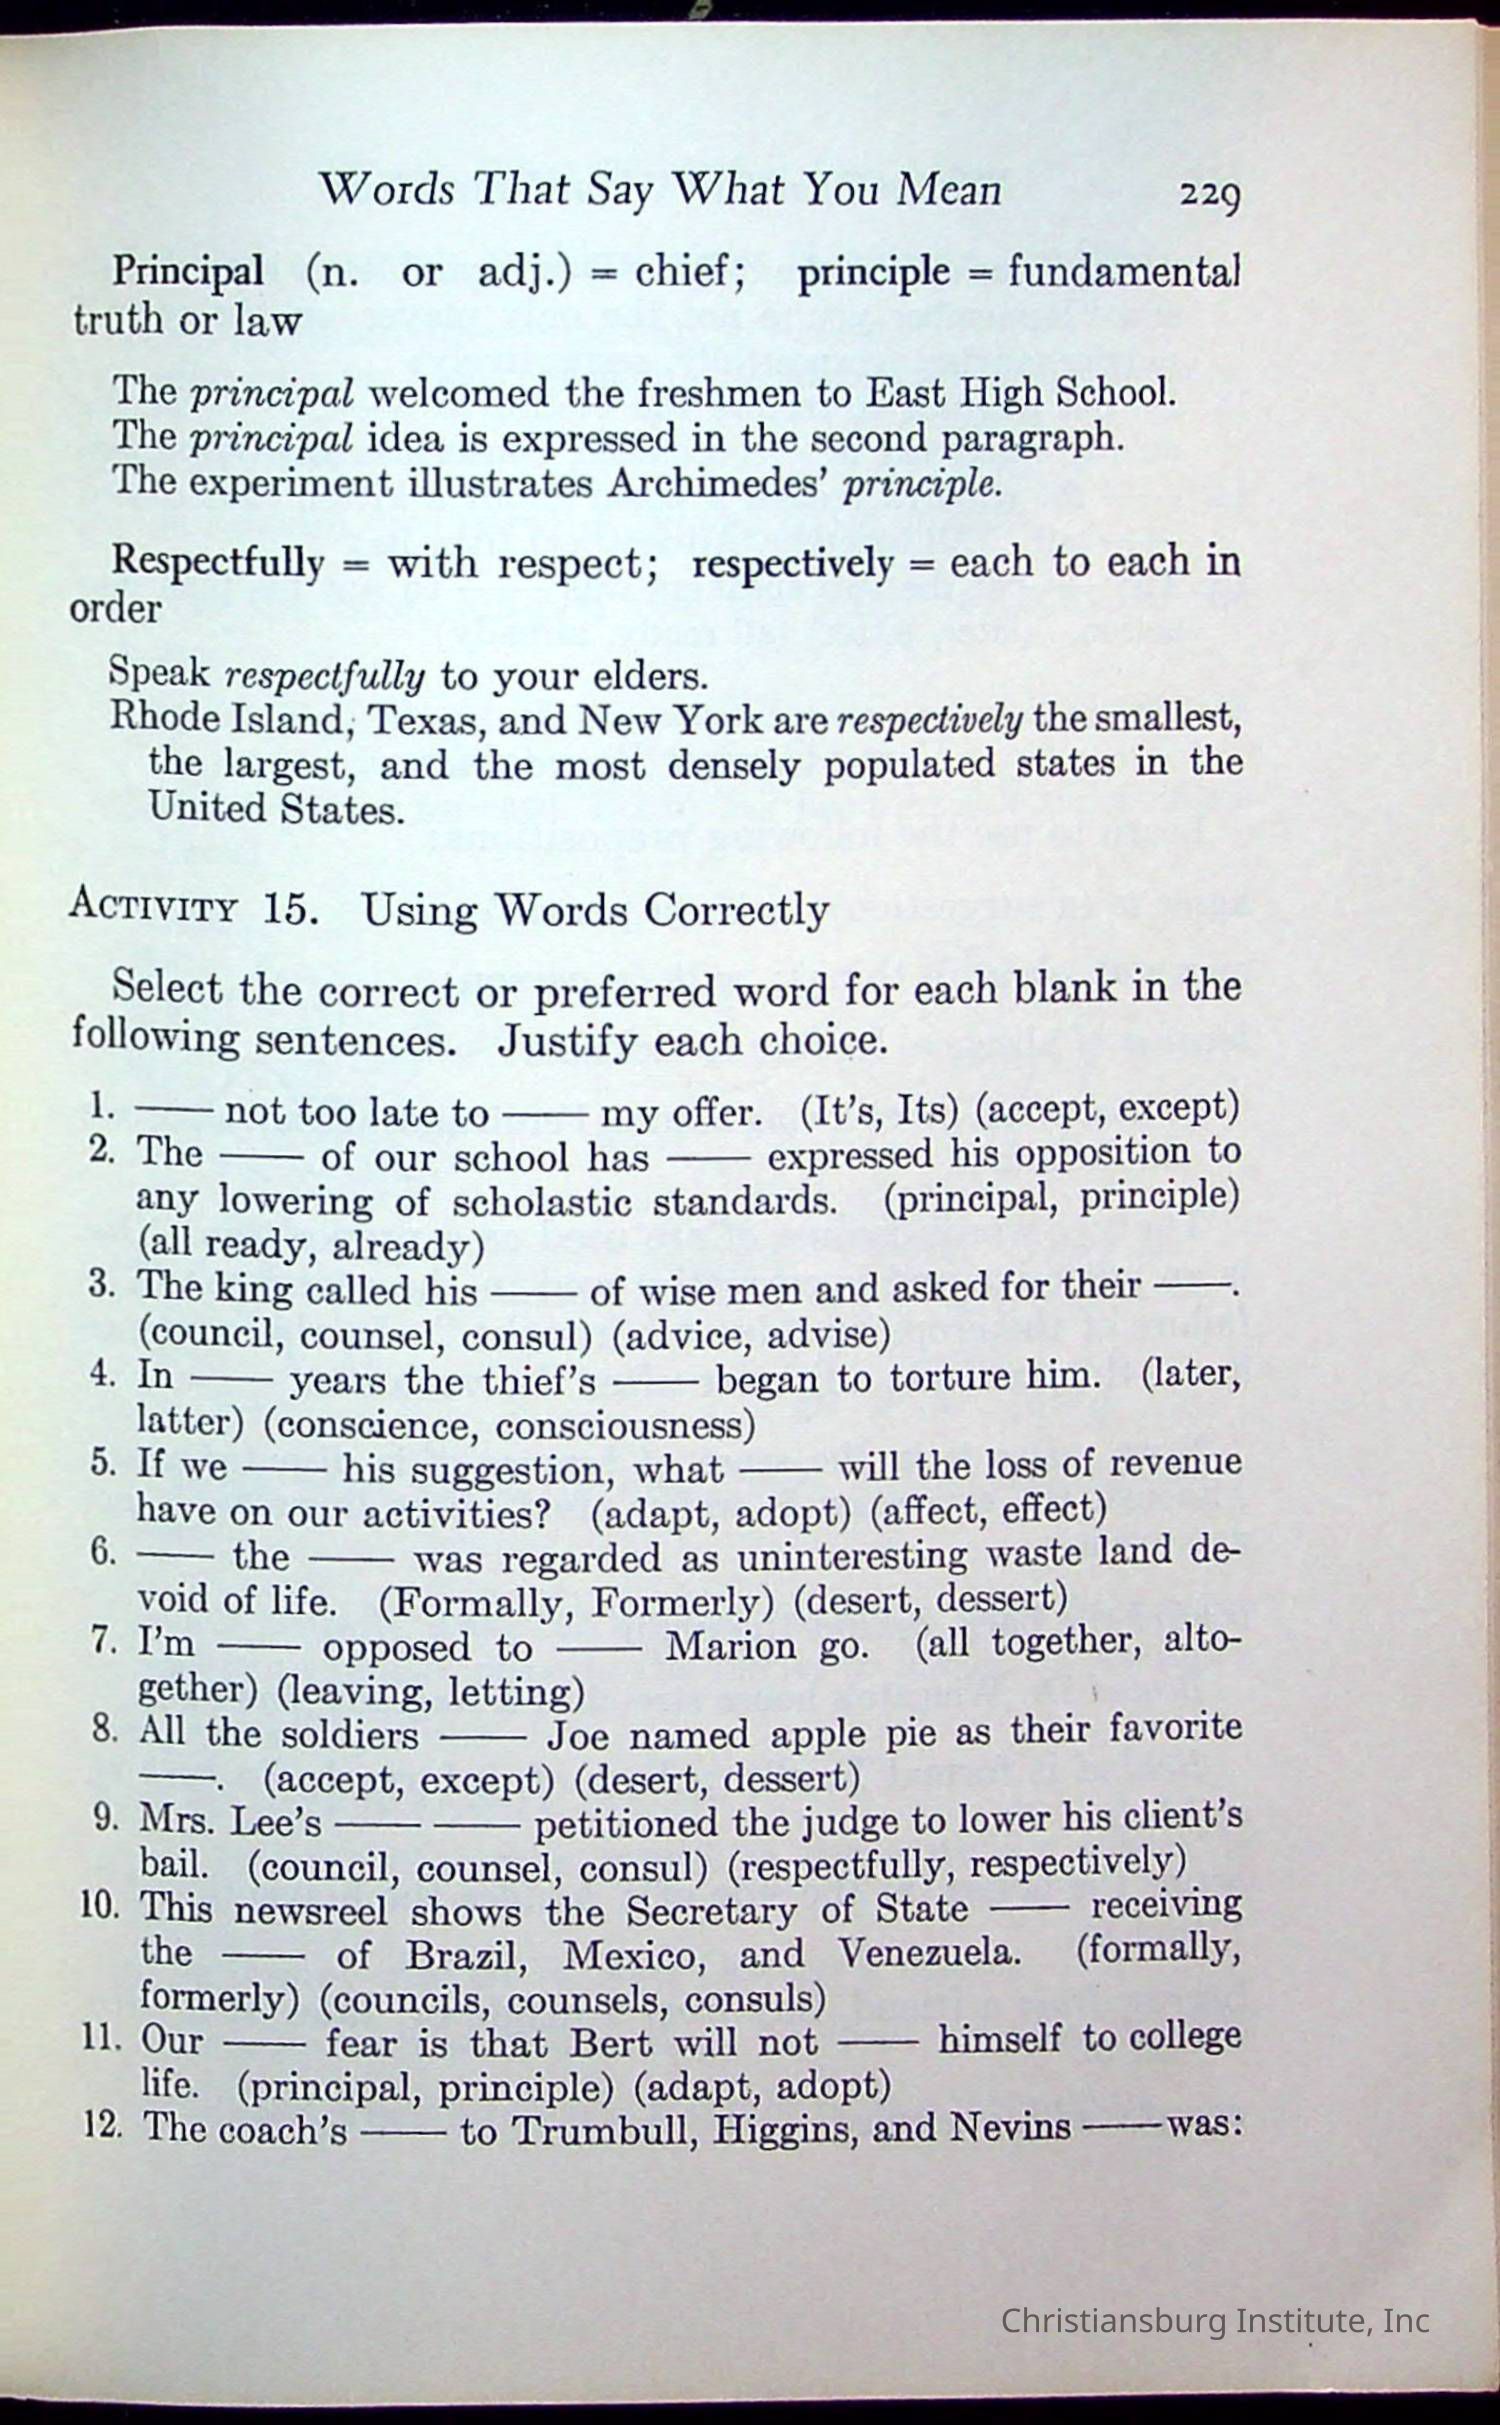 Words That Say What You Mean 229
Principal (n. or adj.) = chief; principle = fundamental
truth or law
The principal welcomed the freshmen to East High School.
The principal idea is expressed in the second paragraph.
The experiment illustrates Archimedes' principle.
Respectfully = with respect; respectively = each to each in
order
Speak respectfully to your elders.
Rhode Island, Texas, and New York are respectively the smallest,
the largest, and the most densely populated states in the
United States.
ACTIVITY 15. Using Words Correctly
Select the correct or preferred word for each blank in the
following sentences. Justify each choice.
1. —— not too late to —— my offer. (It's, Its) (accept, except)
2. The —— of our school has —— expressed his opposition to
any lowering of scholastic standards. (principal, principle)
(all ready, already)
3. The king called his —— of wise men and asked for their ——.
(council, counsel, consul) (advice, advise)
4. In —— years the thief's —— began to torture him. (later,
latter) (conscience, consciousness)
5. If we —— his suggestion, what —— will the loss of revenue
have on our activities? (adapt, adopt) (affect, effect)
6. —— the —— was regarded as uninteresting waste land de-
void of life. (Formally, Formerly) (desert, dessert)
7. I'm —— opposed to —— Marion go. (all together, alto-
gether) (leaving, letting)
8. All the soldiers —— Joe named apple pie as their favorite
——. (accept, except) (desert, dessert)
9. Mrs. Lee's —— —— petitioned the judge to lower his client's
bail. (council, counsel, consul) (respectfully, respectively)
10. This newsreel shows the Secretary of State —— receiving
the —— of Brazil, Mexico, and Venezuela. (formally,
formerly) (councils, counsels, consuls)
11. Our —— fear is that Bert will not —— himself to college
life. (principal, principle) (adapt, adopt)
12. The coach's —— to Trumbull, Higgins, and Nevins —— was:
Christiansburg Institute, Inc